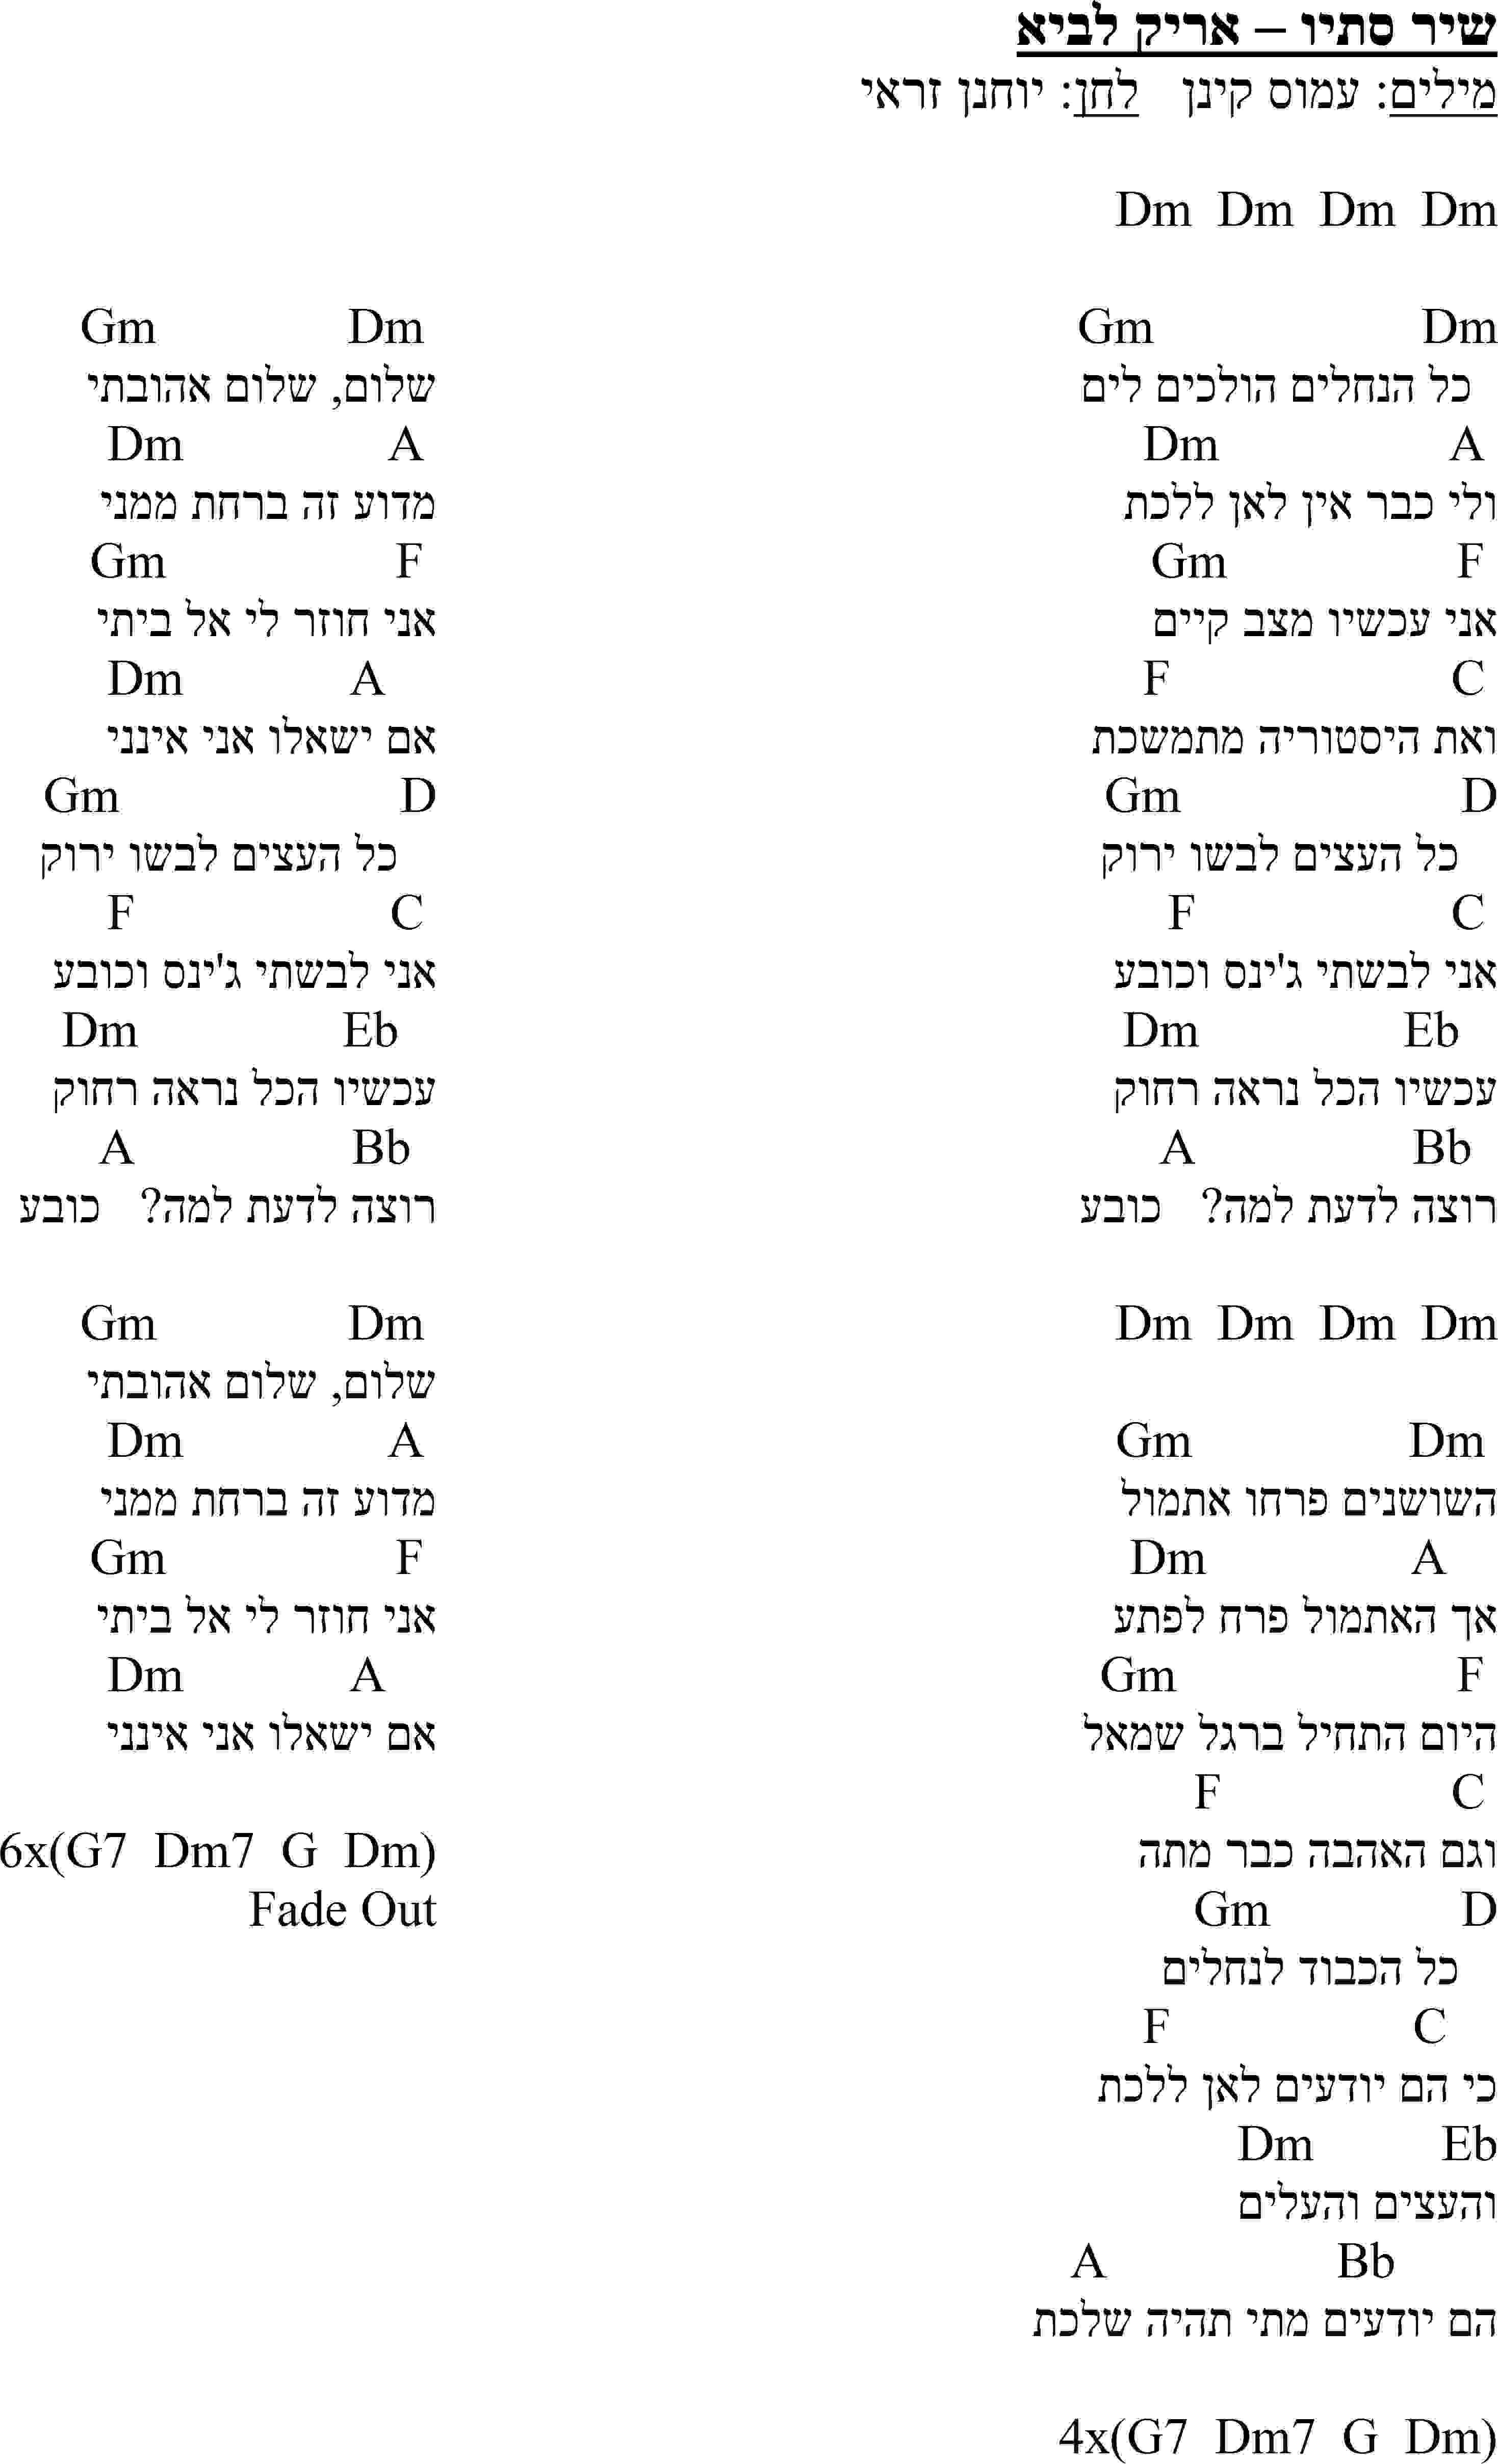 שיר סתיו – אריק לביא
מילים: עמוס קינן   לחן: יוחנן זראי
Dm  Dm  Dm  Dm
Gm Dm
כל הנחלים הולכים לים
Dm A
ולי כבר אין לאן ללכת
Gm F
אני עכשיו מצב קיים
F C
ואת היסטוריה מתמשכת
Gm D
כל העצים לבשו ירוק
F C
אני לבשתי ג'ינס וכובע
Dm Eb
עכשיו הכל נראה רחוק
A Bb
רוצה לדעת למה?   כובע
Dm  Dm  Dm  Dm
Gm Dm
השושנים פרחו אתמול
Dm A
אך האתמול פרח לפתע
Gm F
היום התחיל ברגל שמאל
F C
וגם האהבה כבר מתה
Gm D
כל הכבוד לנחלים
F C
כי הם יודעים לאן ללכת
Dm Eb
והעצים והעלים
A Bb
הם יודעים מתי תהיה שלכת
4x(G7  Dm7  G  Dm)
Gm Dm
שלום, שלום אהובתי
Dm A
מדוע זה ברחת ממני
Gm F
אני חוזר לי אל ביתי
Dm A
אם ישאלו אני אינני
Gm D
כל העצים לבשו ירוק
F C
אני לבשתי ג'ינס וכובע
Dm Eb
עכשיו הכל נראה רחוק
A Bb
רוצה לדעת למה?   כובע
Gm Dm
שלום, שלום אהובתי
Dm A
מדוע זה ברחת ממני
Gm F
אני חוזר לי אל ביתי
Dm A
אם ישאלו אני אינני
6x(G7  Dm7  G  Dm)
Fade Out